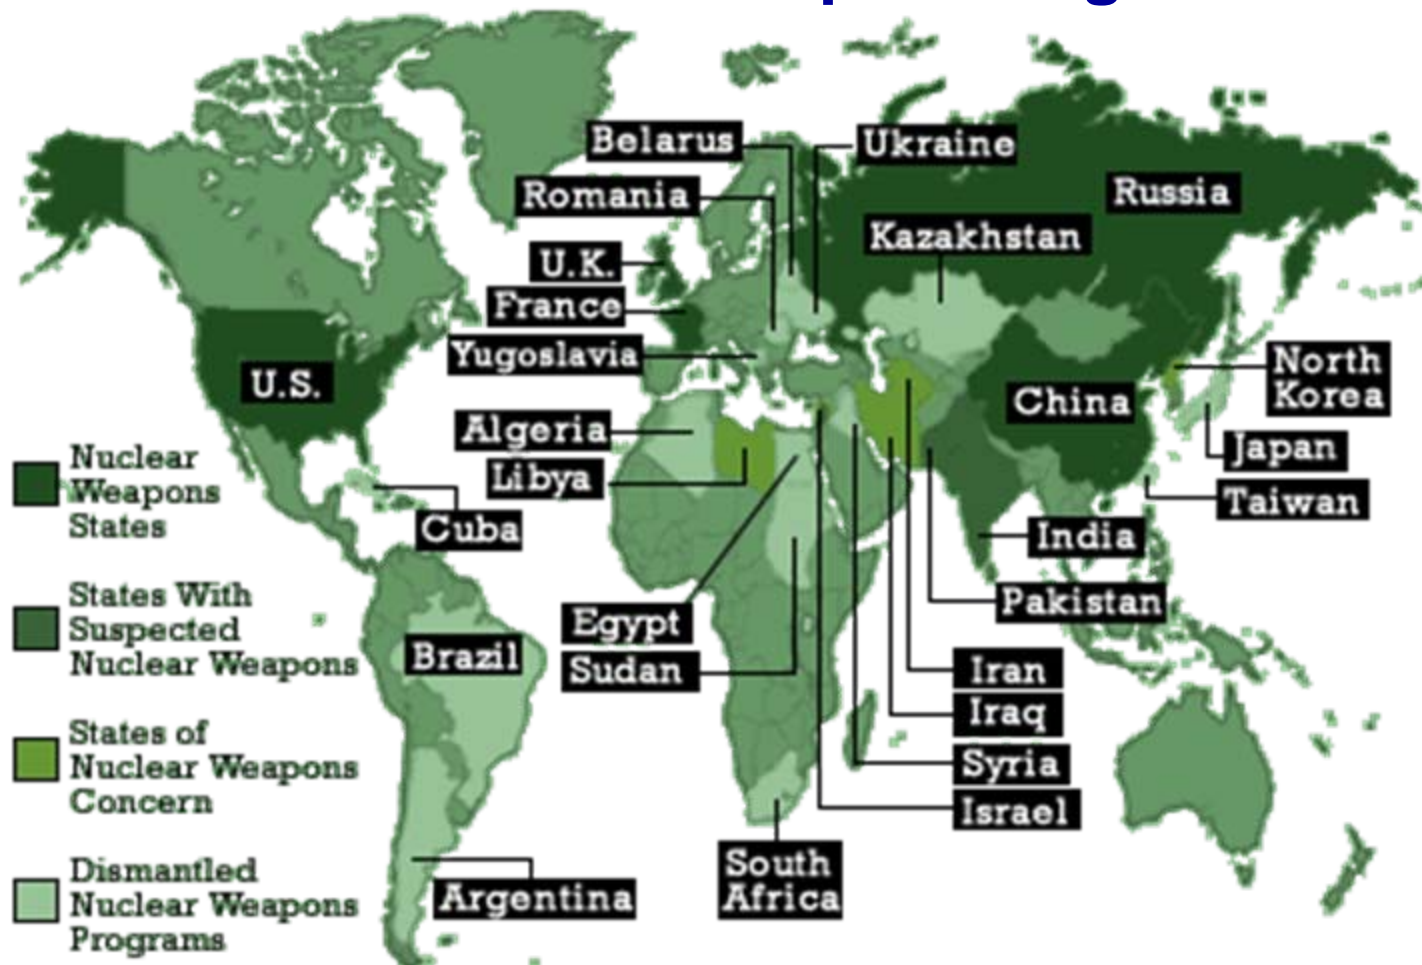 Belarus
Ukraine
Romania
Russia
Kazakhstan
U.K.
France
Yugoslavia
U.S.
North
Korea
China
Algeria
Japan
Libya
Taiwan
Cuba
India
Nuclear
Weapons
States
Pakistan
Egypt
Sudan
States With
Suspected
Nuclear Weapons
Brazil
Iran
Iraq
Syria
Israel
States of
Nuclear Weapons
Concern
South
Africa
Argentina
Dismantled
Nuclear Weapons
Programs